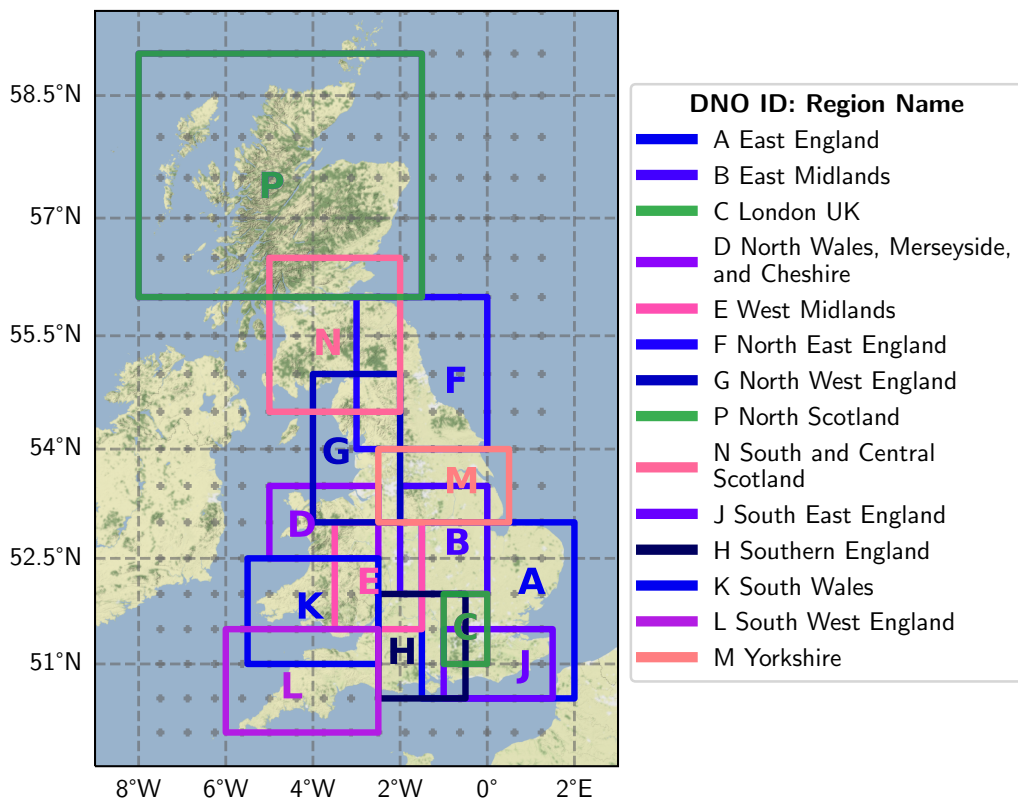 58.5°N
57°N
55.5°N
54°N
52.5°N
51°N
8°W 6°W 4°W 2°W 0° 2°E
P
N
F
G
M
D
B
E
A
K
C
H
J
L
DNO ID: Region Name
A East England
B East Midlands
C London UK
D North Wales, Merseyside,
and Cheshire
E West Midlands
F North East England
G North West England
P North Scotland
N South and Central
Scotland
J South East England
H Southern England
K South Wales
L South West England
M Yorkshire